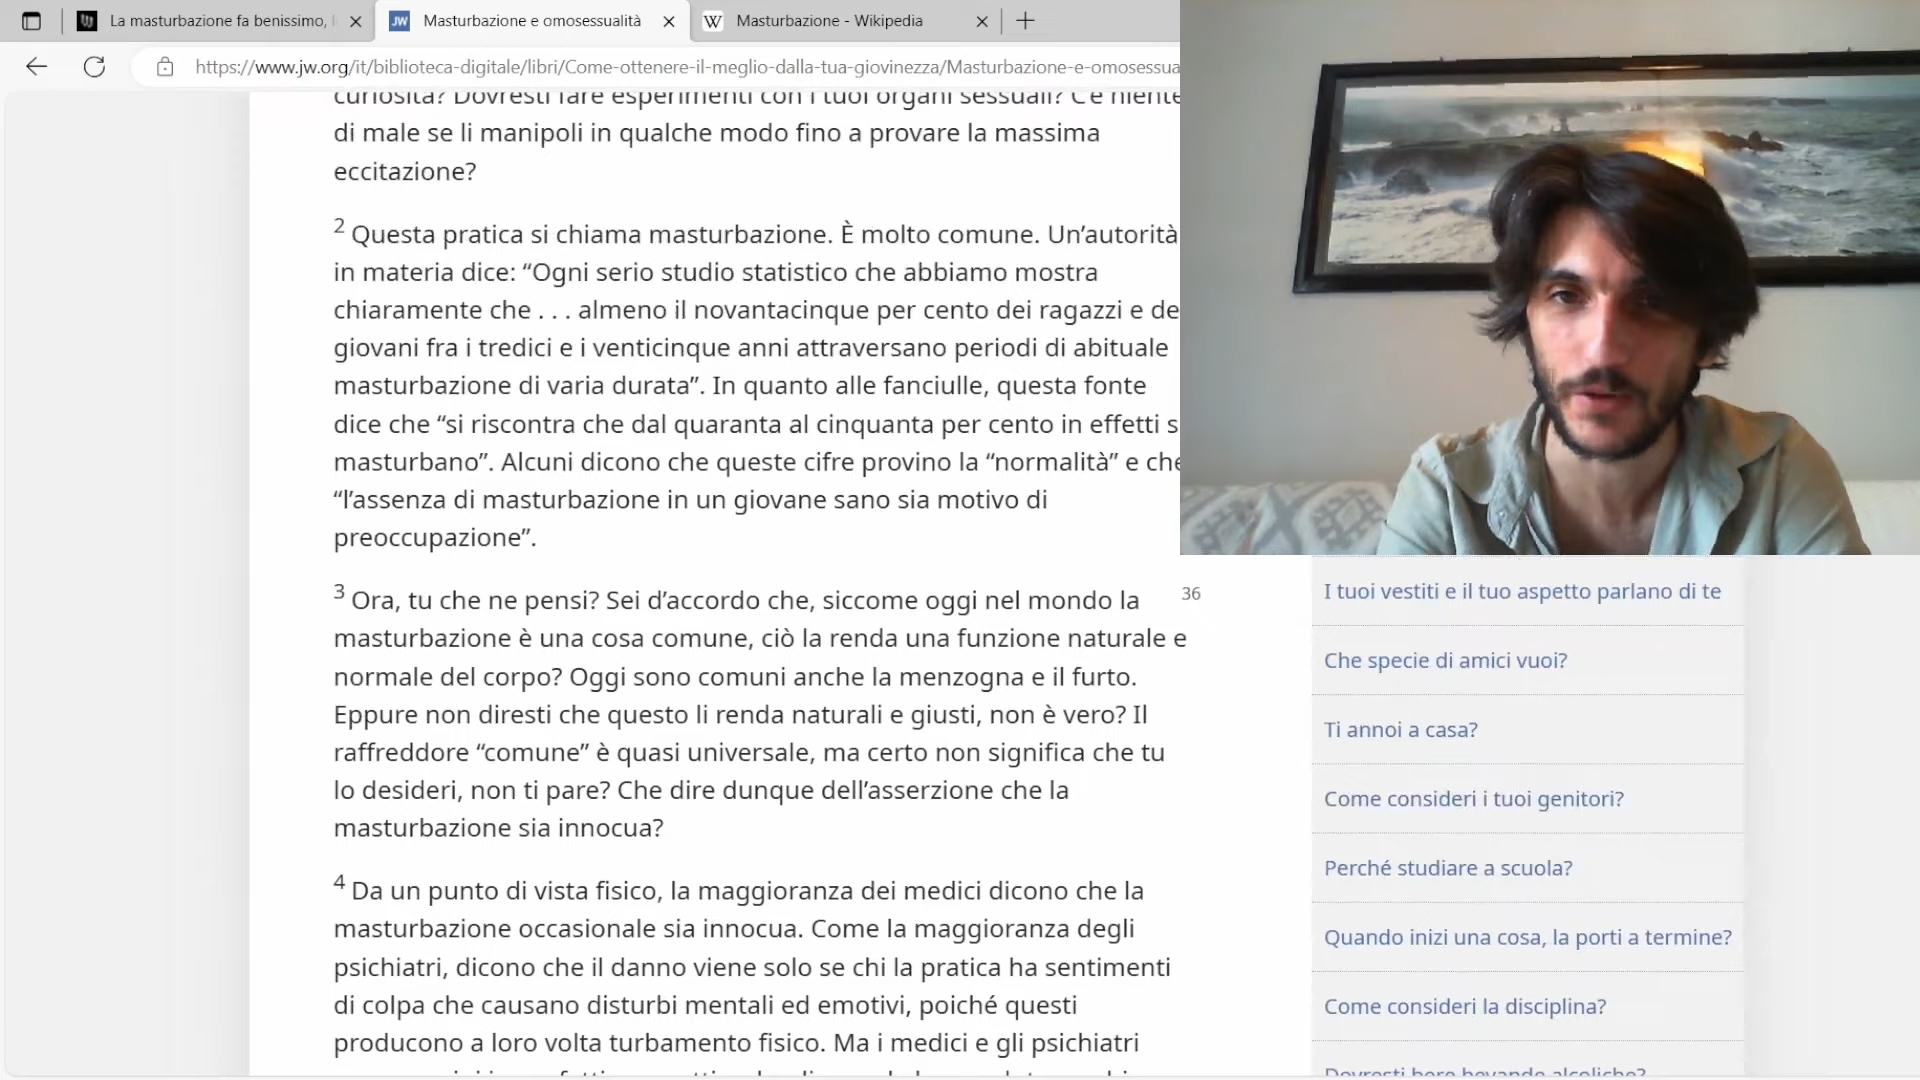 La masturbazione fa benissimo,
Masturbazione e omosessualità
Masturbazione - Wikipedia
https://www.jw.org/it/biblioteca-digitale/libri/Come-ottenere-il-meglio-dalla-tua-giovinezza/Masturbazione-e-omosessua
curiosità? Dovresti fare esperimenti con i tuoi organi sessuali? C'è niente
di male se li manipoli in qualche modo fino a provare la massima
eccitazione?
2 Questa pratica si chiama masturbazione. È molto comune. Un’autorità
in materia dice: “Ogni serio studio statistico che abbiamo mostra
chiaramente che . . . almeno il novantacinque per cento dei ragazzi e de
giovani fra i tredici e i venticinque anni attraversano periodi di abituale
masturbazione di varia durata”. In quanto alle fanciulle, questa fonte
dice che “si riscontra che dal quaranta al cinquanta per cento in effetti s
masturbano”. Alcuni dicono che queste cifre provino la “normalità” e che
“l’assenza di masturbazione in un giovane sano sia motivo di
preoccupazione”.
3 Ora, tu che ne pensi? Sei d’accordo che, siccome oggi nel mondo la
masturbazione è una cosa comune, ciò la renda una funzione naturale e
normale del corpo? Oggi sono comuni anche la menzogna e il furto.
Eppure non diresti che questo li renda naturali e giusti, non è vero? Il
raffreddore “comune” è quasi universale, ma certo non significa che tu
lo desideri, non ti pare? Che dire dunque dell’asserzione che la
masturbazione sia innocua?
36
4 Da un punto di vista fisico, la maggioranza dei medici dicono che la
masturbazione occasionale sia innocua. Come la maggioranza degli
psichiatri, dicono che il danno viene solo se chi la pratica ha sentimenti
di colpa che causano disturbi mentali ed emotivi, poiché questi
producono a loro volta turbamento fisico. Ma i medici e gli psichiatri
I tuoi vestiti e il tuo aspetto parlano di te
Che specie di amici vuoi?
Ti annoi a casa?
Come consideri i tuoi genitori?
Perché studiare a scuola?
Quando inizi una cosa, la porti a termine?
Come consideri la disciplina?
Dovresti bere bevande alcoliche?